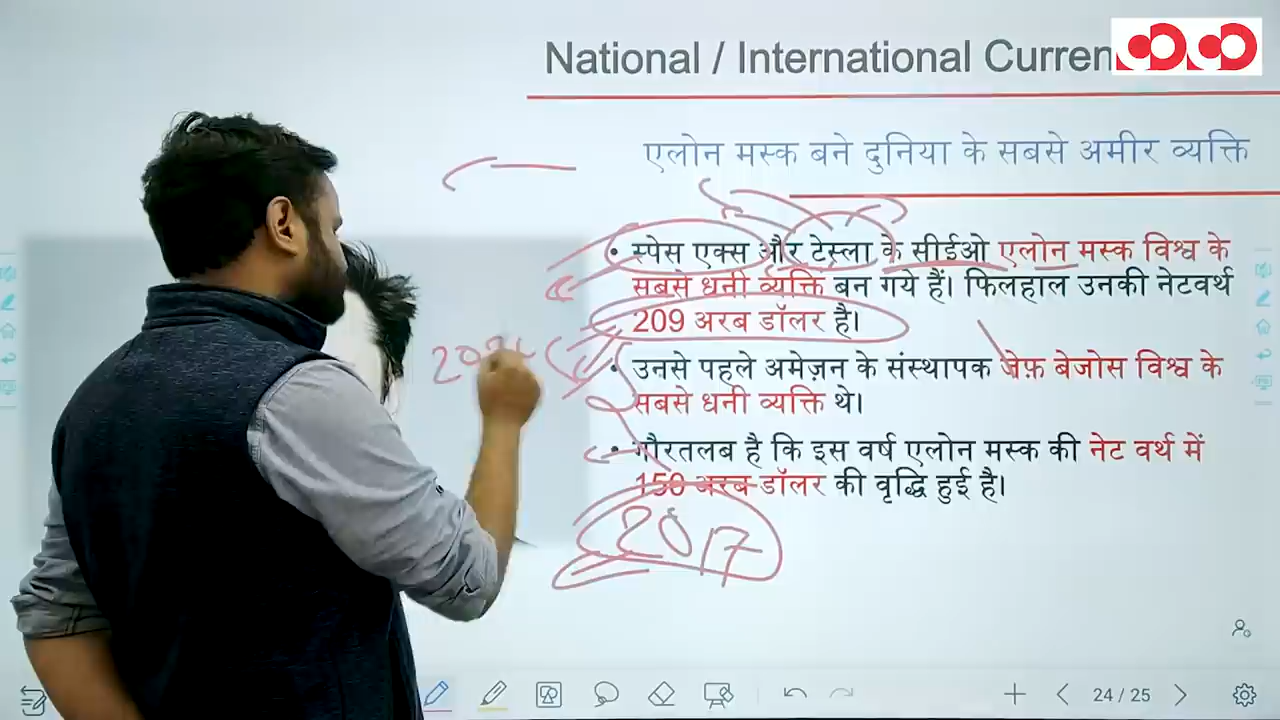 National / International Curren
एलोन मस्क बने दुनिया के सबसे अमीर व्यक्ति
• स्पेस एक्स और टेस्ला के सीईओ एलोन मस्क विश्व के
सबसे धनी व्यक्ति बन गये हैं। फिलहाल उनकी नेटवर्थ
209 अरब डॉलर है।
• उनसे पहले अमेज़न के संस्थापक जेफ़ बेजोस विश्व के
सबसे धनी व्यक्ति थे।
• गौरतलब है कि इस वर्ष एलोन मस्क की नेट वर्थ में
150 अरब डॉलर की वृद्धि हुई है।
2017
24 / 25